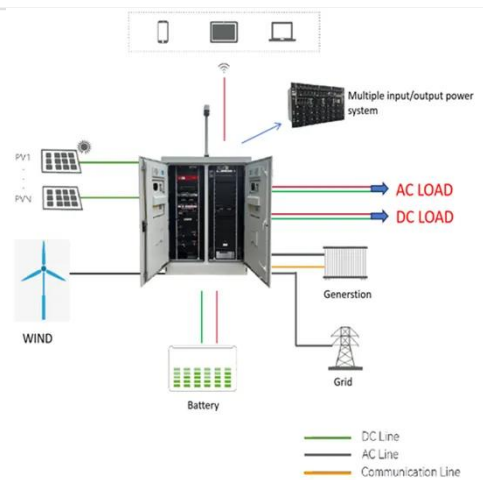 Multiple input/output power
system
PV1
PVN
AC LOAD
DC LOAD
WIND
Generstion
Grid
Battery
DC Line
AC Line
Communication Line